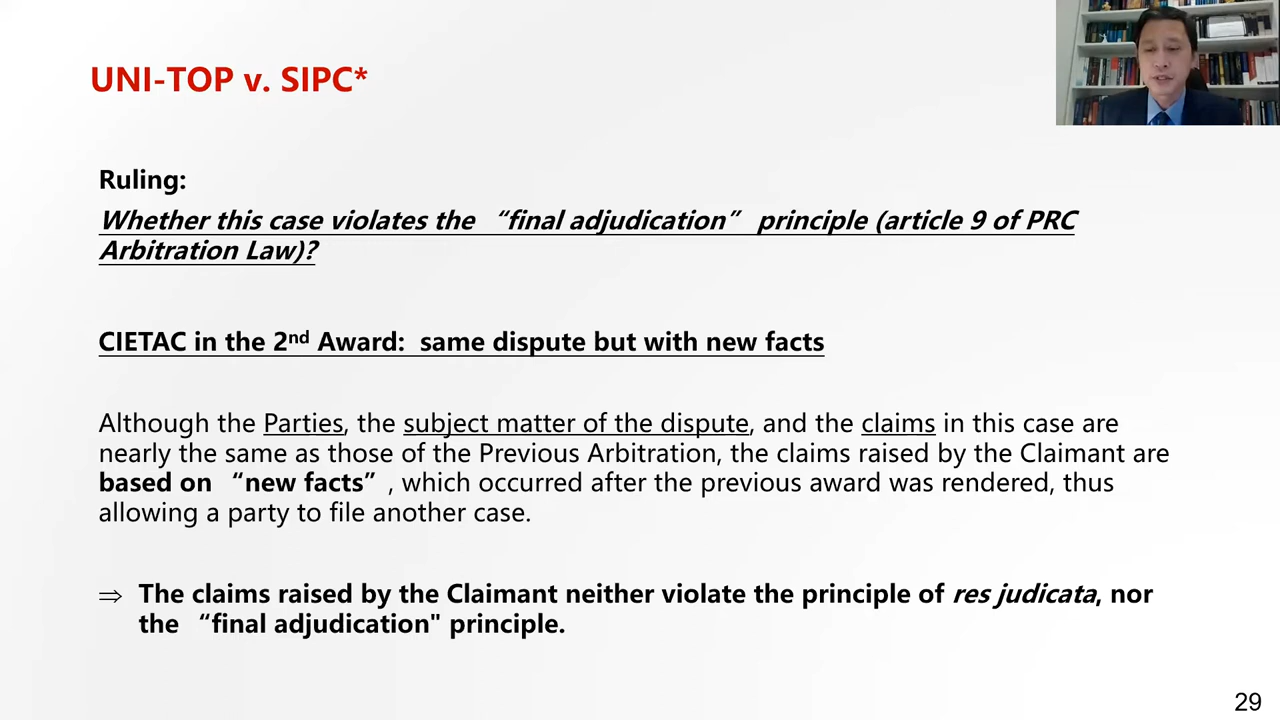 UNI-TOP v. SIPC*
Ruling:
Whether this case violates the “final adjudication” principle (article 9 of PRC
Arbitration Law)?
CIETAC in the 2nd Award: same dispute but with new facts
Although the Parties, the subject matter of the dispute, and the claims in this case are
nearly the same as those of the Previous Arbitration, the claims raised by the Claimant are
based on “new facts”, which occurred after the previous award was rendered, thus
allowing a party to file another case.
⇒ The claims raised by the Claimant neither violate the principle of res judicata, nor
the “final adjudication" principle.
29